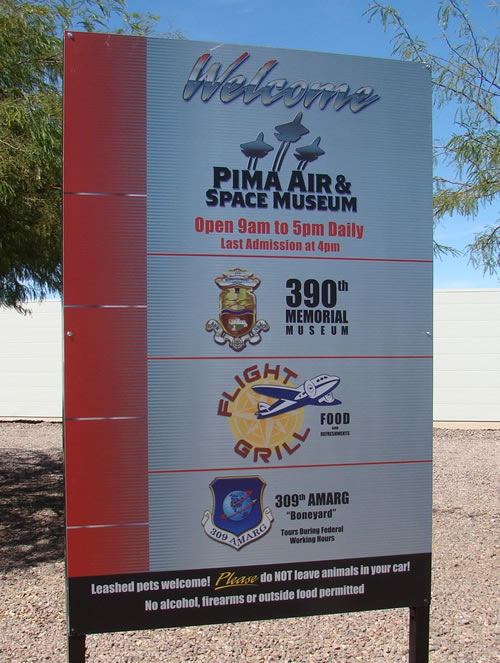 Welcome
PIMA AIR &
SPACE MUSEUM
Open 9am to 5pm Daily
Last Admission at 4pm
390th
MEMORIAL
MUSEUM
FLIGHT
GRILL
FOOD
AND
REFRESHMENTS
309 AMARG
309th AMARG
"Boneyard"
Tours During Federal
Working Hours
Leashed pets welcome! Please do NOT leave animals in your car!
No alcohol, firearms or outside food permitted